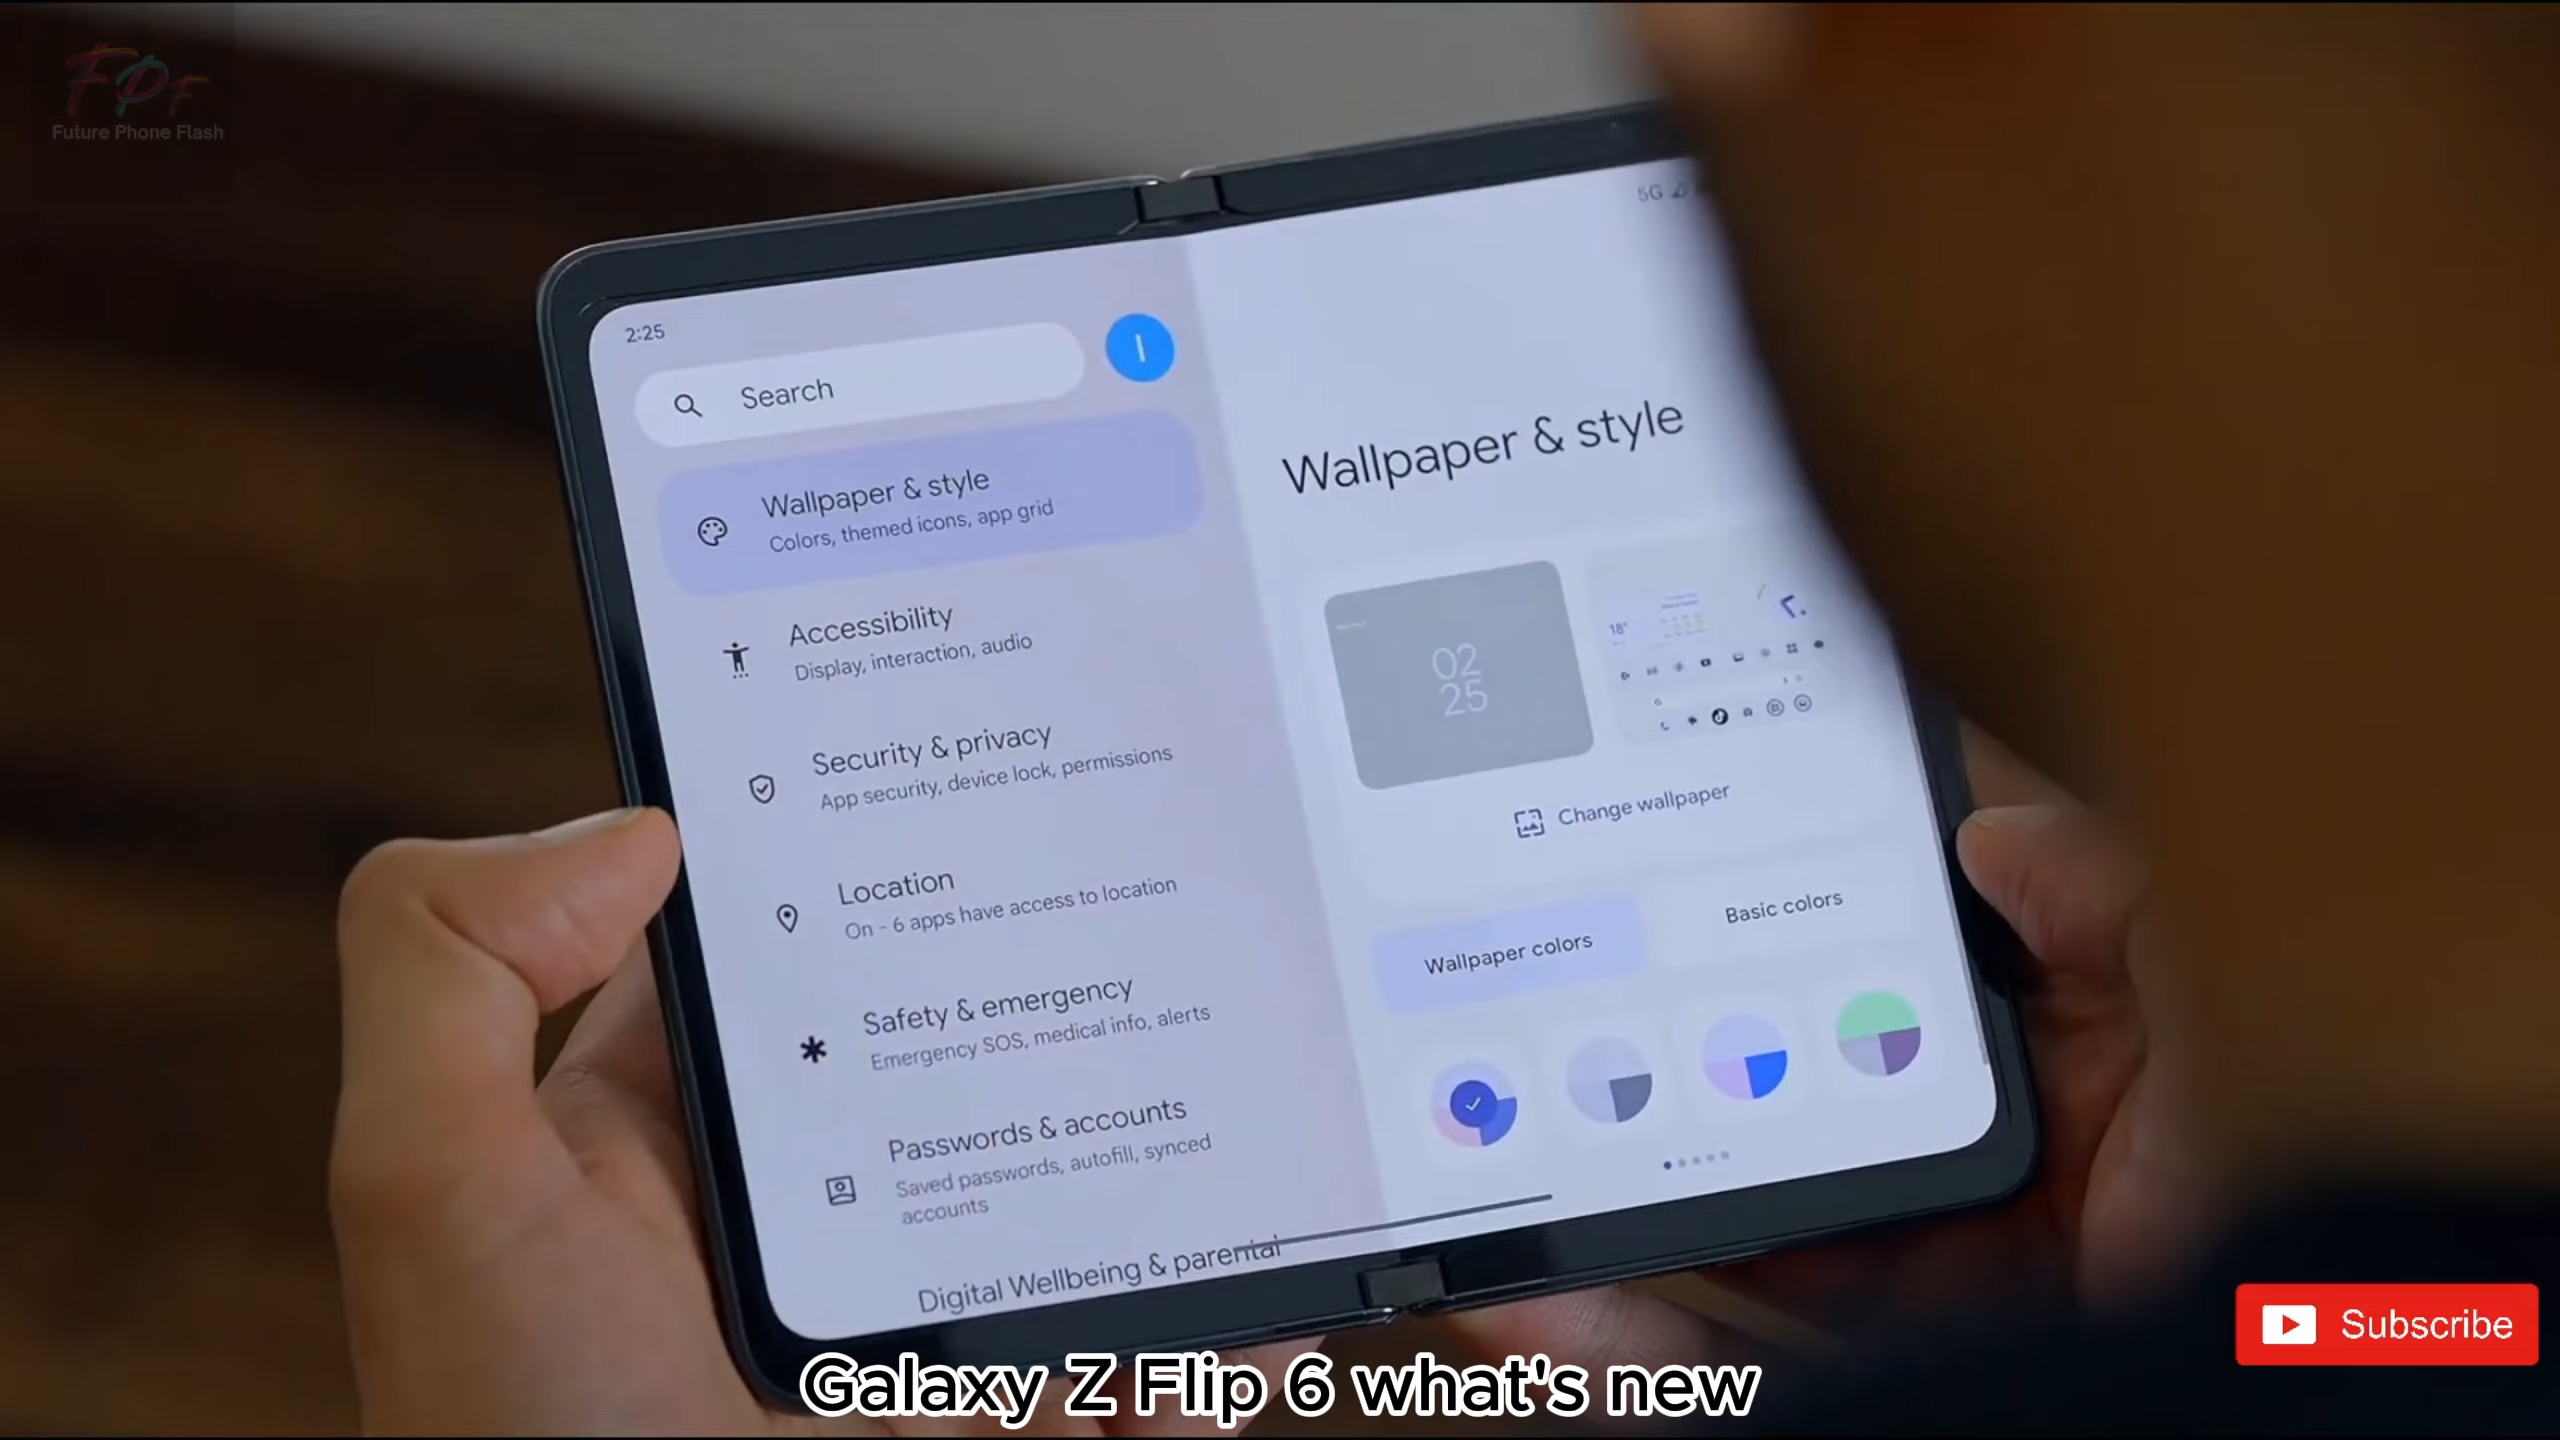 FPF
Future Phone Flash
2:25
5G
Search
I
Wallpaper & style
Colors, themed icons, app grid
Accessibility
Display, interaction, audio
Security & privacy
App security, device lock, permissions
Location
On - 6 apps have access to location
Safety & emergency
Emergency SOS, medical info, alerts
Passwords & accounts
Saved passwords, autofill, synced
accounts
Digital Wellbeing & parental
Wallpaper & style
02
25
18°
Change wallpaper
Wallpaper colors
Basic colors
Subscribe
Galaxy Z Flip 6 what's new